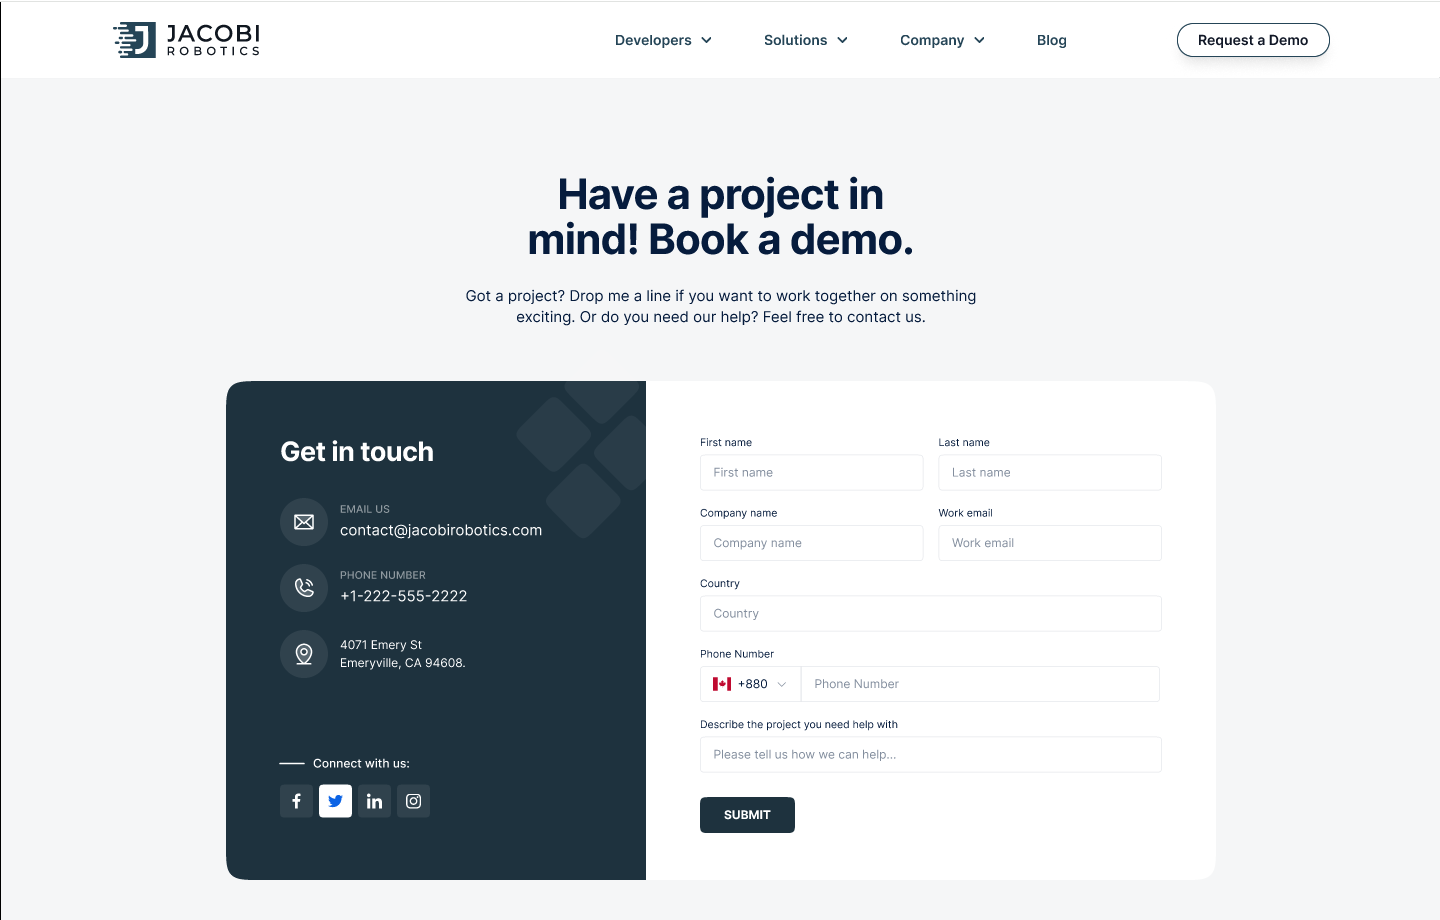 JACOBI
ROBOTICS
Developers
Solutions
Company
Blog
Request a Demo
Have a project in
mind! Book a demo.
Got a project? Drop me a line if you want to work together on something
exciting. Or do you need our help? Feel free to contact us.
Get in touch
EMAIL US
contact@jacobirobotics.com
PHONE NUMBER
+1-222-555-2222
4071 Emery St
Emeryville, CA 94608.
Connect with us:
First name
First name
Last name
Last name
Company name
Company name
Work email
Work email
Country
Country
Phone Number
+880
Phone Number
Describe the project you need help with
Please tell us how we can help...
SUBMIT